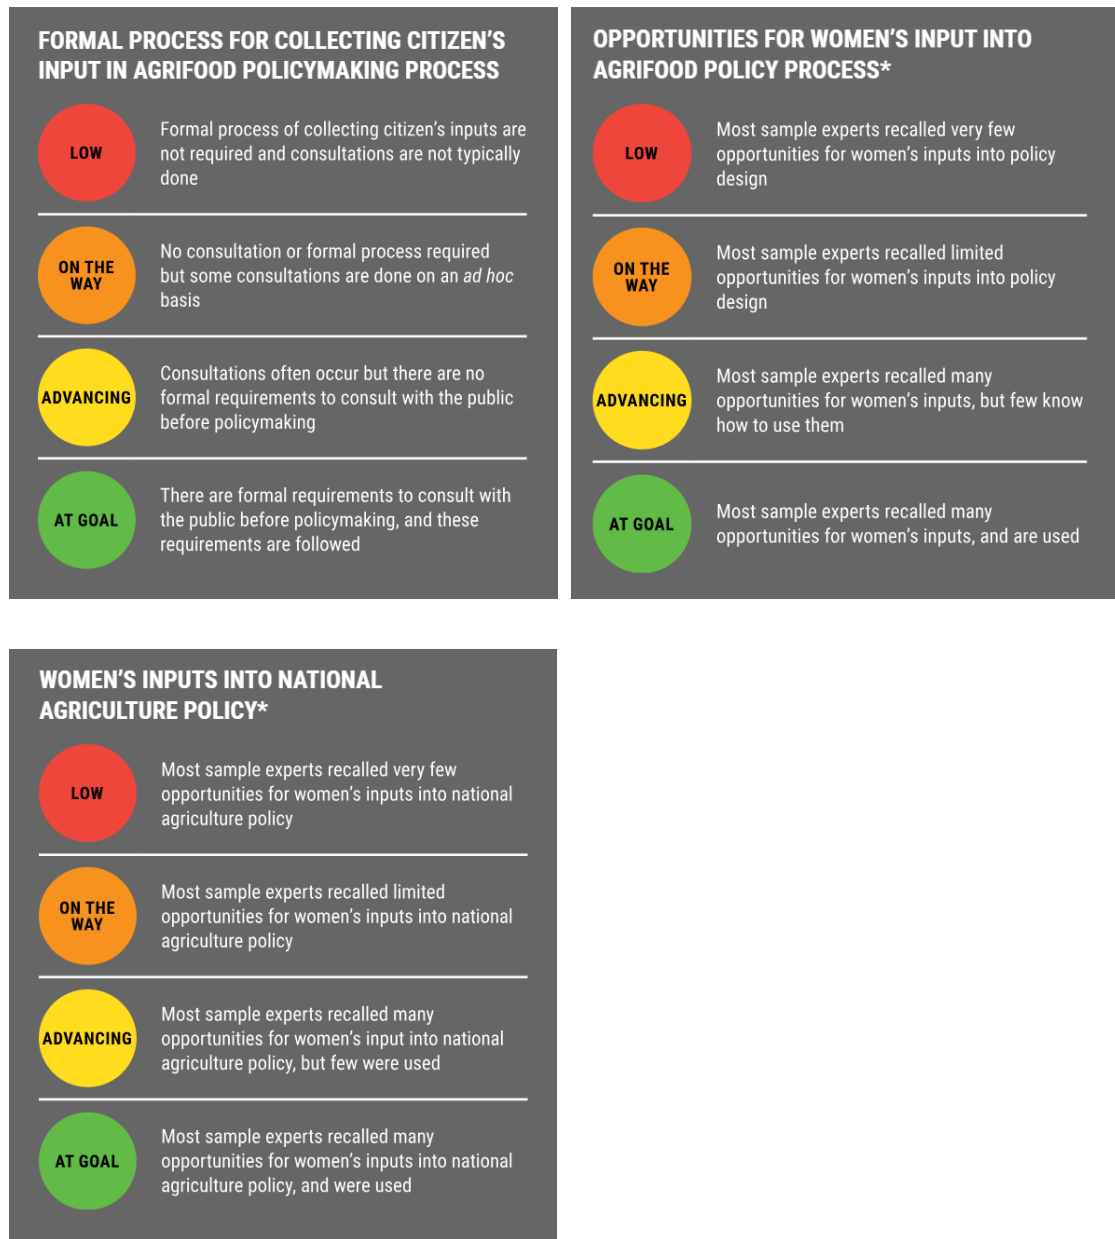 FORMAL PROCESS FOR COLLECTING CITIZEN'S
INPUT IN AGRIFOOD POLICYMAKING PROCESS
LOW
Formal process of collecting citizen's inputs are
not required and consultations are not typically
done
ON THE
WAY
No consultation or formal process required
but some consultations are done on an ad hoc
basis
ADVANCING
Consultations often occur but there are no
formal requirements to consult with the public
before policymaking
AT GOAL
There are formal requirements to consult with
the public before policymaking, and these
requirements are followed
OPPORTUNITIES FOR WOMEN'S INPUT INTO
AGRIFOOD POLICY PROCESS*
LOW
Most sample experts recalled very few
opportunities for women's inputs into policy
design
ON THE
WAY
Most sample experts recalled limited
opportunities for women's inputs into policy
design
ADVANCING
Most sample experts recalled many
opportunities for women's inputs, but few know
how to use them
AT GOAL
Most sample experts recalled many
opportunities for women's inputs, and are used
WOMEN'S INPUTS INTO NATIONAL
AGRICULTURE POLICY*
LOW
Most sample experts recalled very few
opportunities for women's inputs into national
agriculture policy
ON THE
WAY
Most sample experts recalled limited
opportunities for women's inputs into national
agriculture policy
ADVANCING
Most sample experts recalled many
opportunities for women's input into national
agriculture policy, but few were used
AT GOAL
Most sample experts recalled many
opportunities for women's inputs into national
agriculture policy, and were used